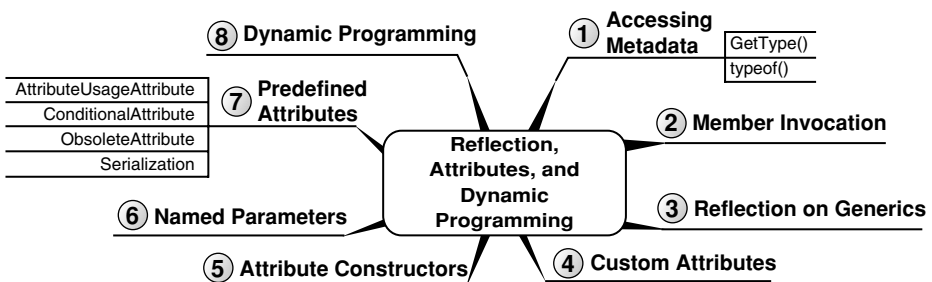 Reflection,
Attributes, and
Dynamic
Programming
1 Accessing
Metadata
GetType()
typeof()
2 Member Invocation
3 Reflection on Generics
4 Custom Attributes
5 Attribute Constructors
6 Named Parameters
7 Predefined
Attributes
AttributeUsageAttribute
ConditionalAttribute
ObsoleteAttribute
Serialization
8 Dynamic Programming